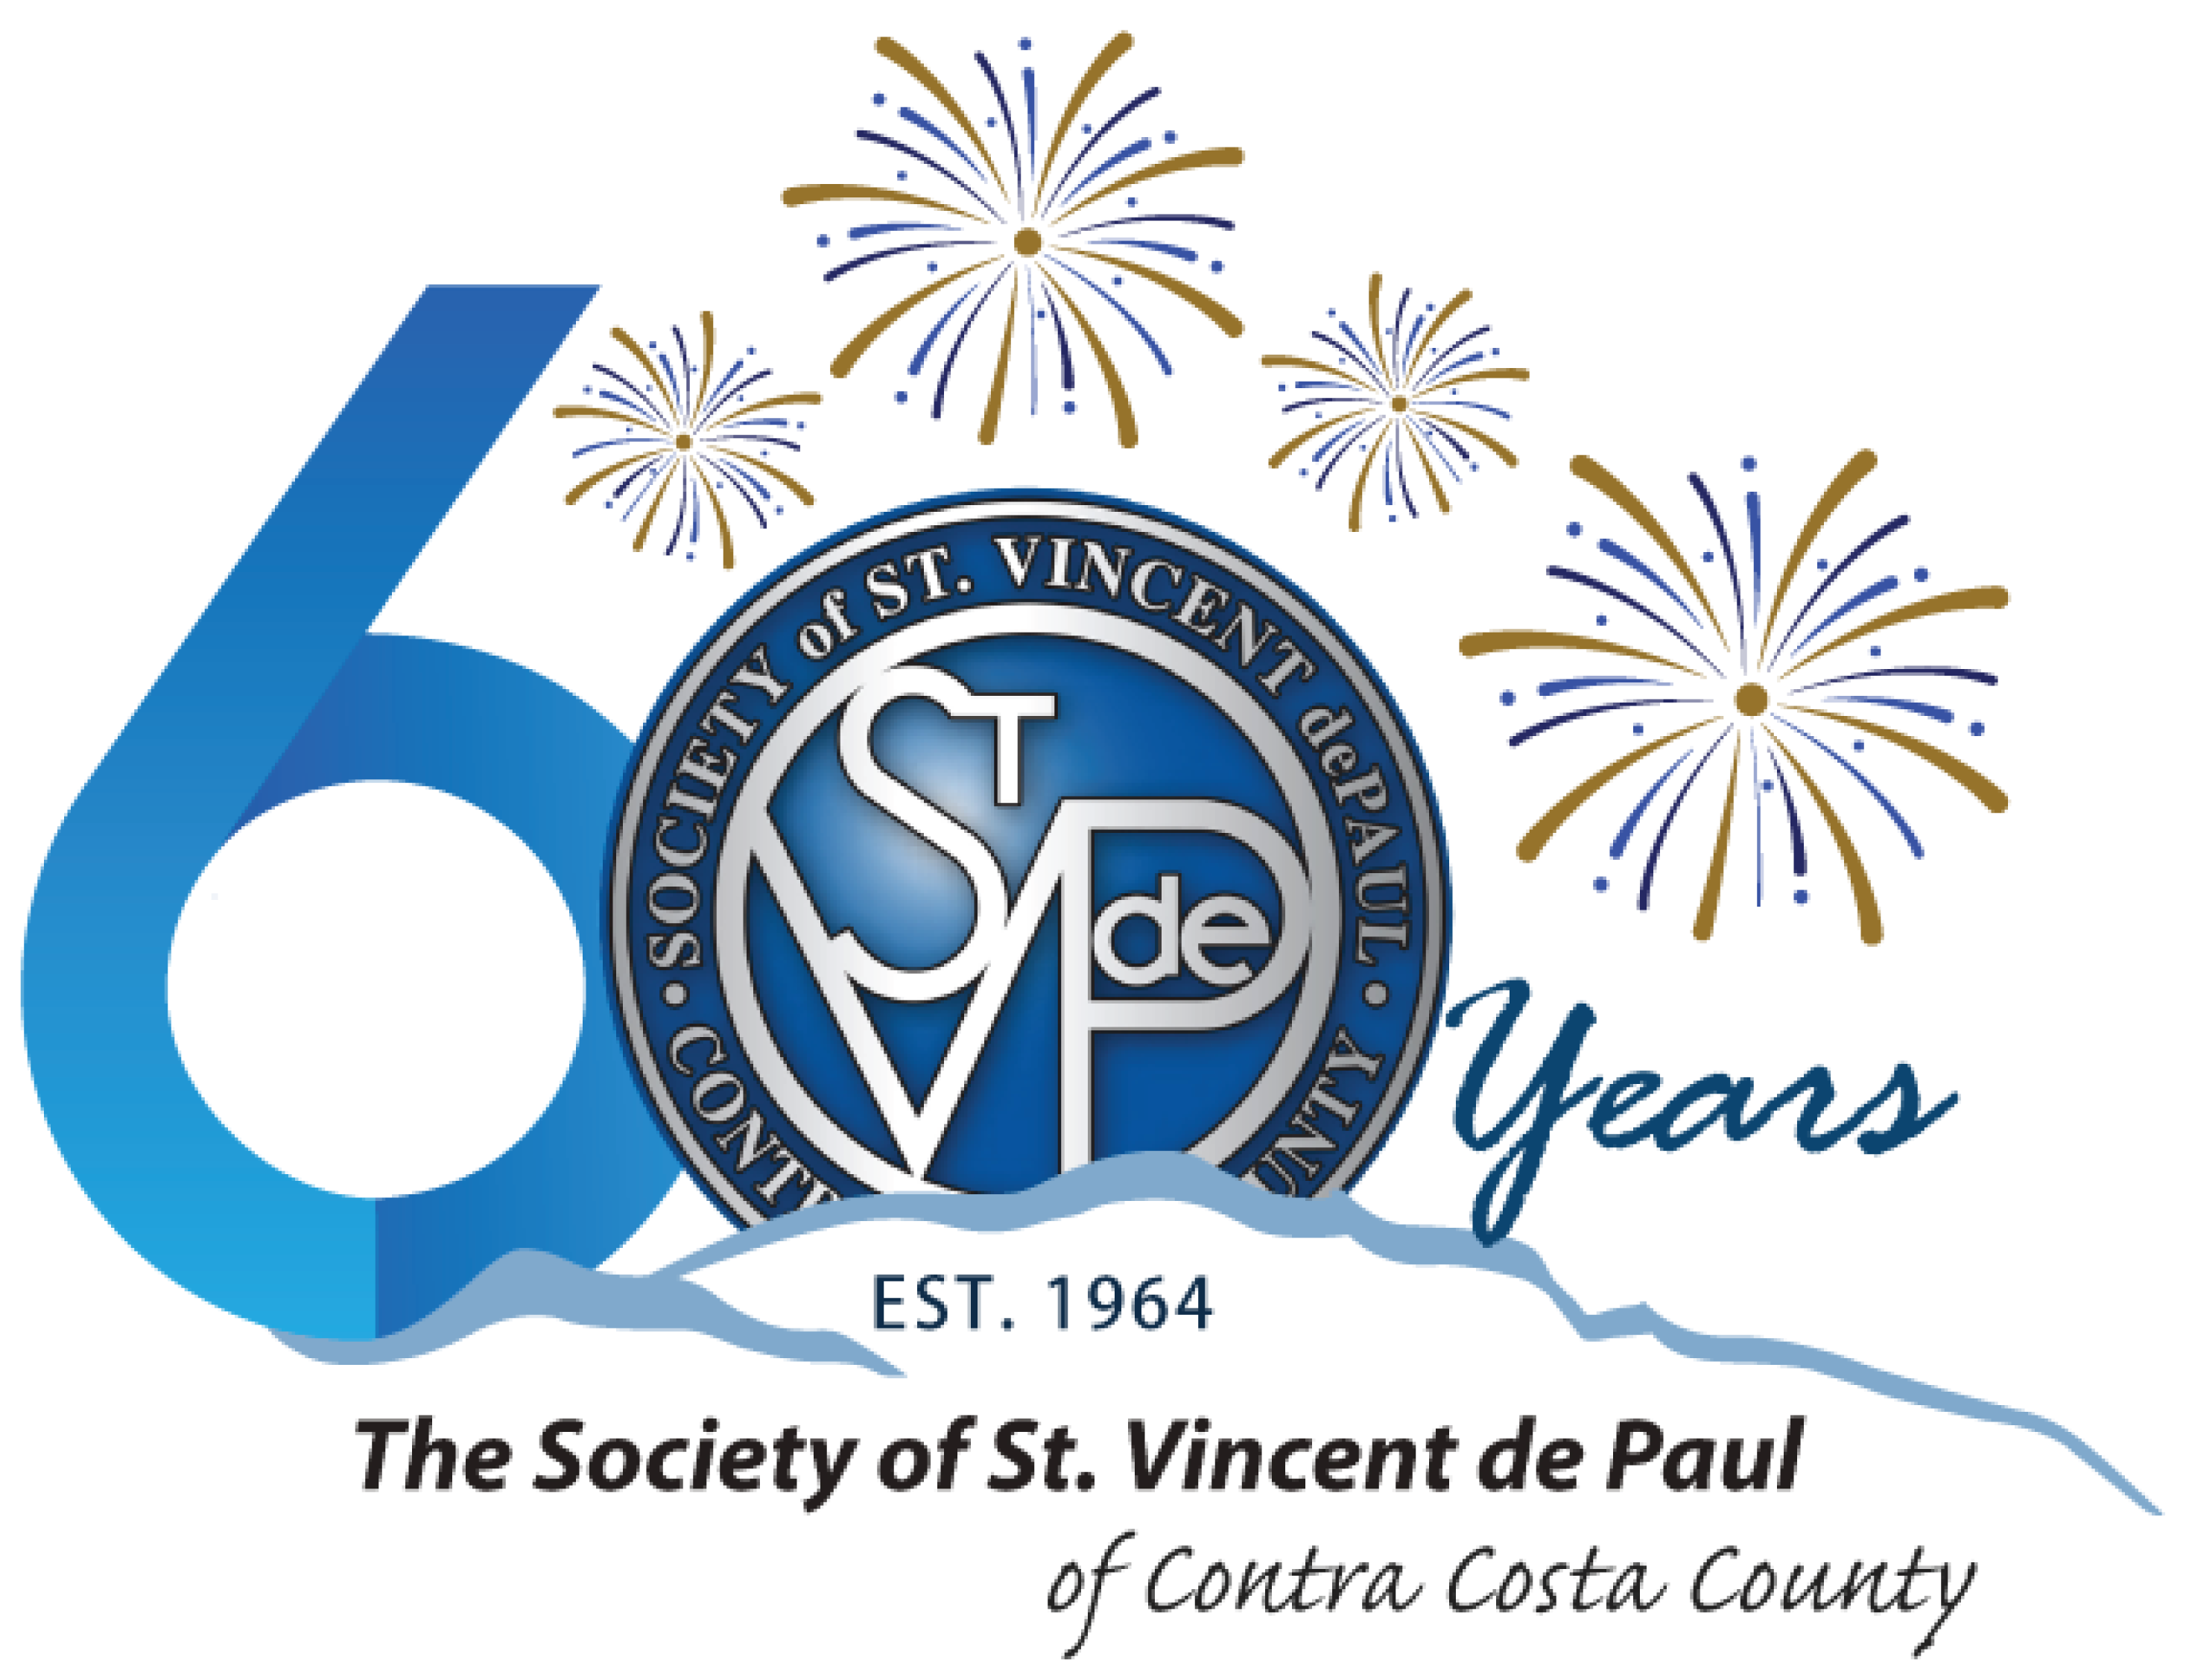 6
SOCIETY of ST. VINCENT dePAUL
ST
V de P
Years
EST. 1964
The Society of St. Vincent de Paul
of Contra Costa County